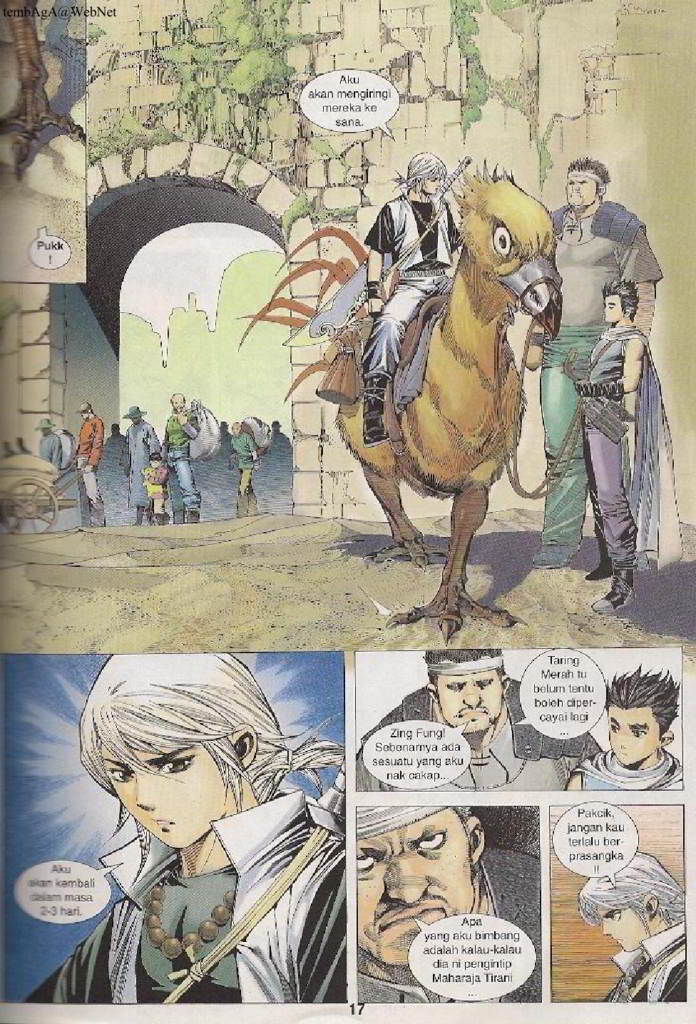 tembAgA@WebNet
Aku
akan mengiringi
mereka ke
sana.
Pukk
!
Aku
akan kembali
dalam masa
2-3 hari.
Zing Fung!
Sebenarnya ada
sesuatu yang aku
nak cakap...
Taring
Merah tu
belum tentu
boleh diper-
cayai lagi
...
Apa
yang aku bimbang
adalah kalau-kalau
dia ni pengintip
Maharaja Tirani
...
Pakcik,
jangan kau
terlalu ber-
prasangka
!!
17